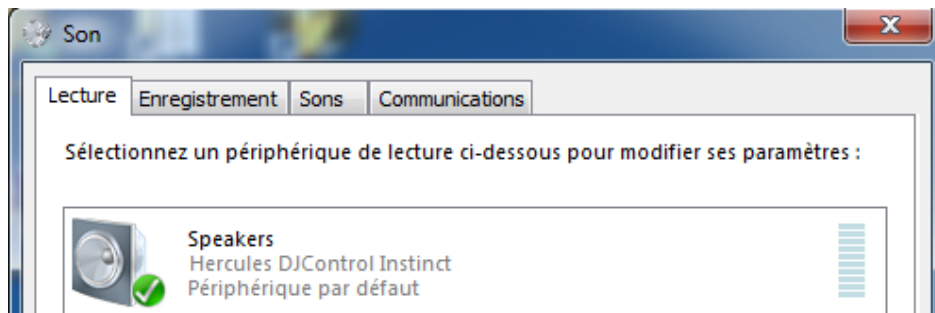 Son
Lecture Enregistrement Sons Communications
Sélectionnez un périphérique de lecture ci-dessous pour modifier ses paramètres :
Speakers
Hercules DJControl Instinct
Périphérique par défaut